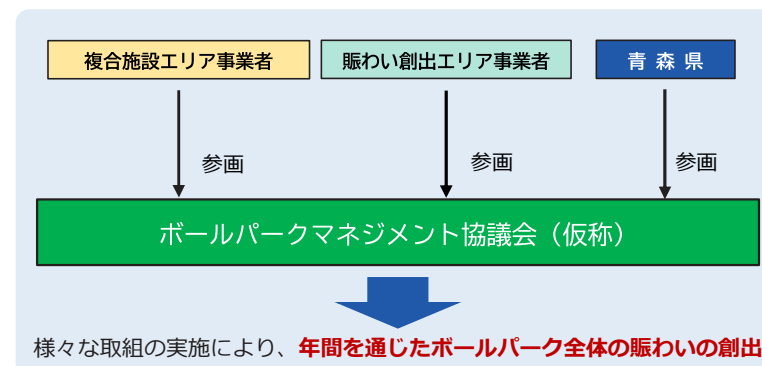 複合施設エリア事業者
賑わい創出エリア事業者
青森県
参画
参画
参画
ボールパークマネジメント協議会（仮称）
様々な取組の実施により、年間を通じたボールパーク全体の賑わいの創出